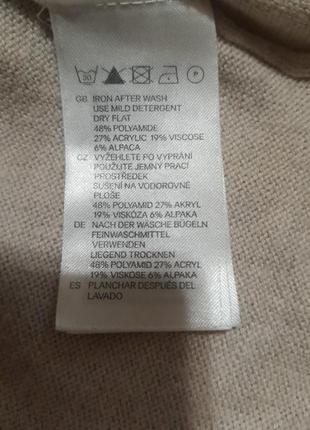 30 P
GB IRON AFTER WASH
USE MILD DETERGENT
DRY FLAT
48% POLYAMIDE
27% ACRYLIC 19% VISCOSE
6% ALPACA
CZ VYŽEHLETE PO VYPRÁNÍ
POUŽIJTE JEMNÝ PRACÍ
PROSTŘEDEK
SUŠENÍ NA VODOROVNÉ
PLOŠE
48% POLYAMID 27% AKRYL
19% VISKÓZA 6% ALPAKA
DE NACH DER WÄSCHE BÜGELN
FEINWASCHMITTEL
VERWENDEN
LIEGEND TROCKNEN
48% POLYAMID 27% ACRYL
19% VISKOSE 6% ALPAKA
ES PLANCHAR DESPUÉS DEL
LAVADO